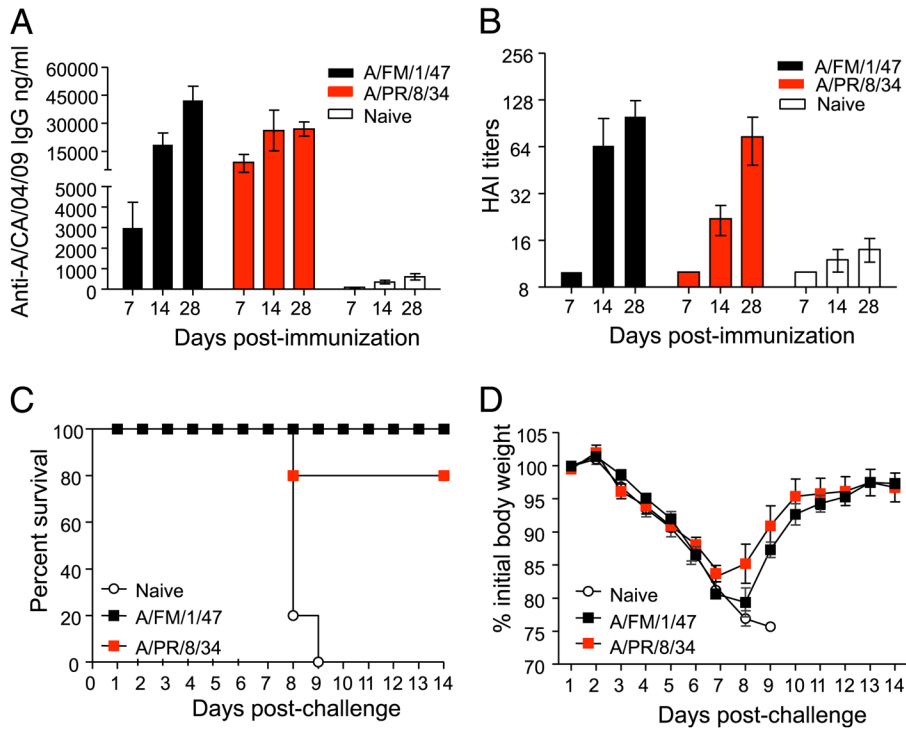 A
Anti-A/CA/04/09 IgG ng/ml
60000
45000
30000
15000
5000
4000
3000
2000
1000
0
A/FM/1/47
A/PR/8/34
Naive
7 14 28 7 14 28 7 14 28
Days post-immunization
B
HAI titers
256
128
64
32
16
8
A/FM/1/47
A/PR/8/34
Naive
7 14 28 7 14 28 7 14 28
Days post-immunization
C
Percent survival
100
80
60
40
20
0
Naive
A/FM/1/47
A/PR/8/34
0 1 2 3 4 5 6 7 8 9 10 11 12 13 14
Days post-challenge
D
% initial body weight
105
100
95
90
85
80
75
70
Naive
A/FM/1/47
A/PR/8/34
1 2 3 4 5 6 7 8 9 10 11 12 13 14
Days post-challenge